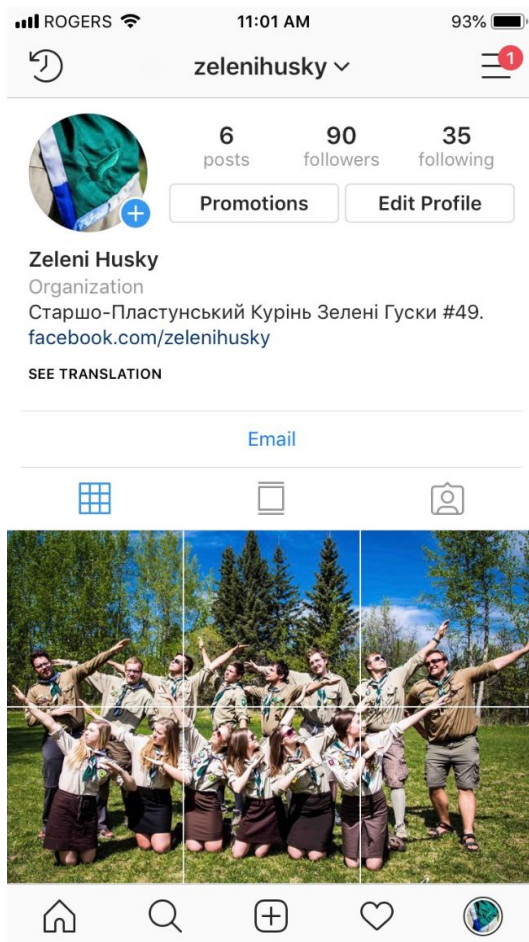 ROGERS 11:01 AM 93%
zelenihusky
1
6 90 35
posts followers following
Promotions Edit Profile
Zeleni Husky
Organization
Старшо-Пластунський Курінь Зелені Гуски #49.
facebook.com/zelenihusky
SEE TRANSLATION
Email